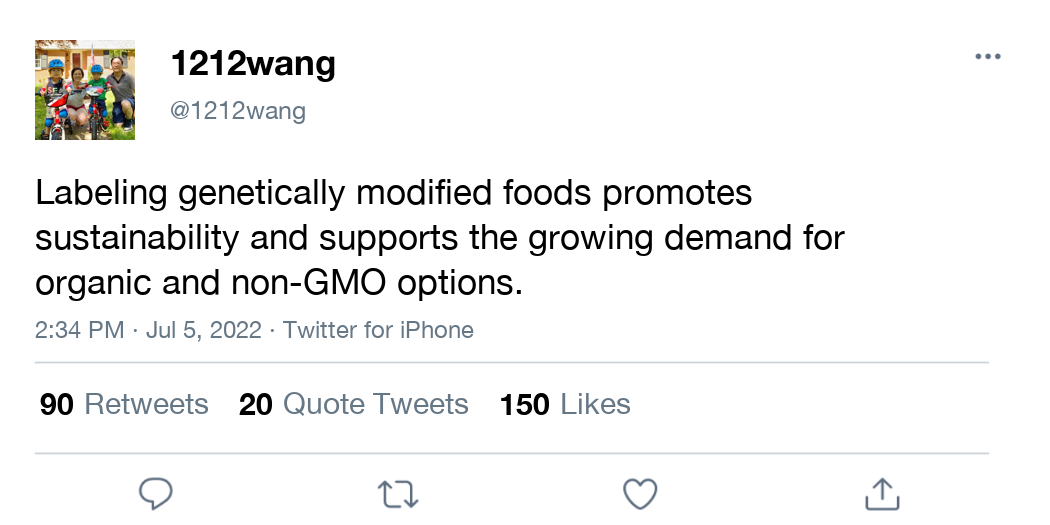 1212wang
@1212wang
Labeling genetically modified foods promotes
sustainability and supports the growing demand for
organic and non-GMO options.
2:34 PM · Jul 5, 2022 · Twitter for iPhone
90 Retweets 20 Quote Tweets 150 Likes